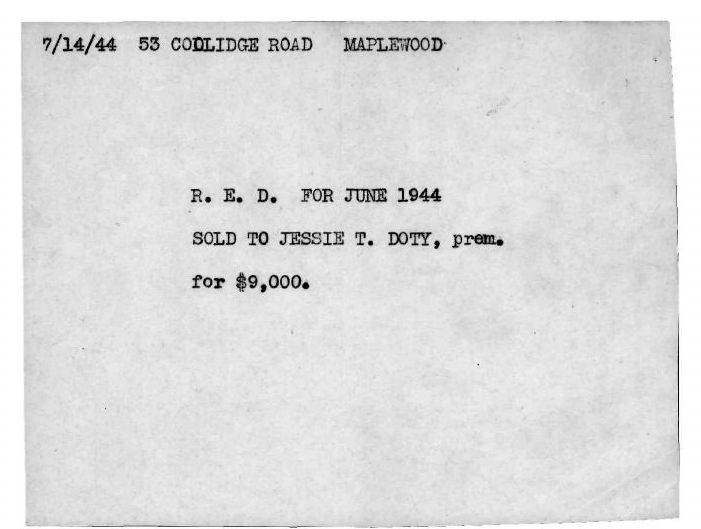 7/14/44 53 COOLIDGE ROAD MAPLEWOOD
R. E. D. FOR JUNE 1944
SOLD TO JESSIE T. DOTY, prem.
for $9,000.